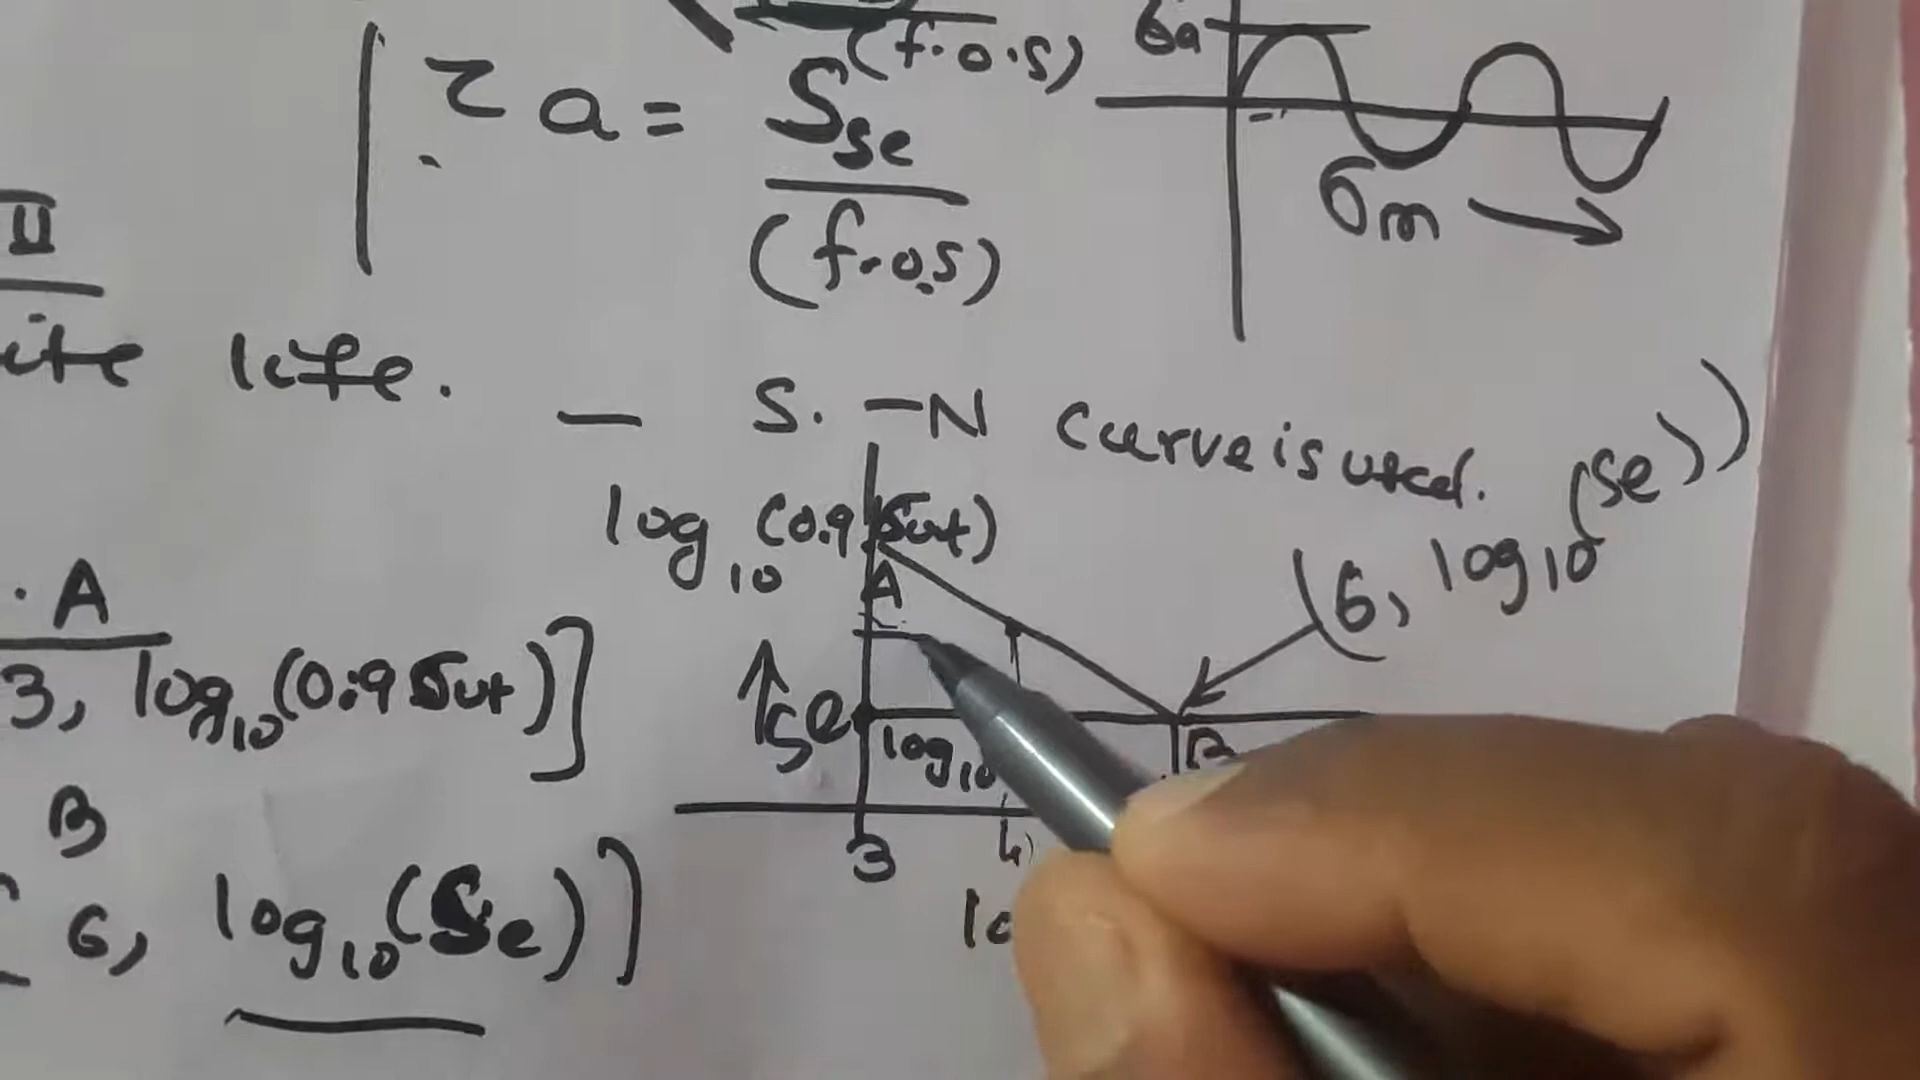 (f.o.s)
τa = Sse
(f.o.s)
σa
σm
II
ite life.
- S.-N Curve is used.
log10 (0.9 Sut)
A
(6, log10 (Se))
Se
log10
B
3 4
lo
A
3, log10(0.9 Sut)]
B
[ 6, log10(Se)]